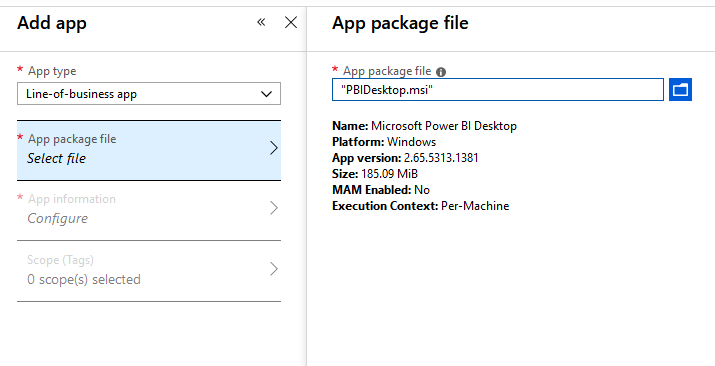 Add app
* App type
Line-of-business app
* App package file
Select file
* App information
Configure
Scope (Tags)
0 scope(s) selected
App package file
* App package file
"PBIDesktop.msi"
Name: Microsoft Power BI Desktop
Platform: Windows
App version: 2.65.5313.1381
Size: 185.09 MiB
MAM Enabled: No
Execution Context: Per-Machine